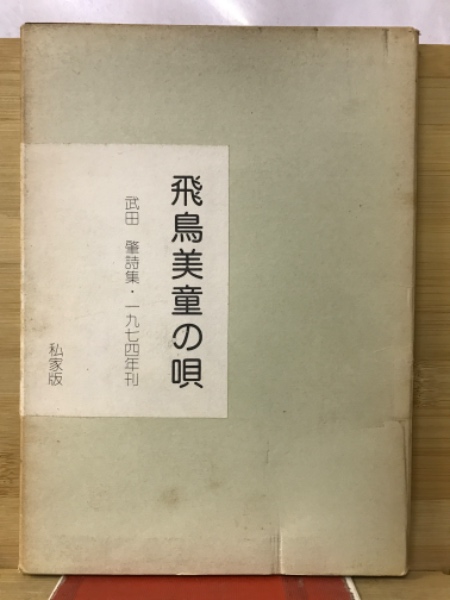 飛鳥美童の唄
武田 肇詩集・一九七四年刊
私家版